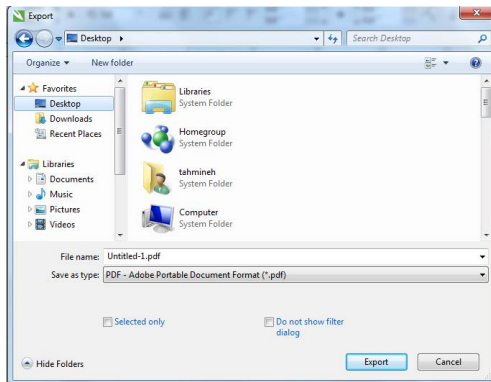 Export
Desktop
Search Desktop
Organize
New folder
Favorites
Desktop
Downloads
Recent Places
Libraries
Documents
Music
Pictures
Videos
Libraries
System Folder
Homegroup
System Folder
tahmineh
System Folder
Computer
System Folder
File name: Untitled-1.pdf
Save as type: PDF - Adobe Portable Document Format (*.pdf)
Selected only
Do not show filter
dialog
Hide Folders
Export
Cancel